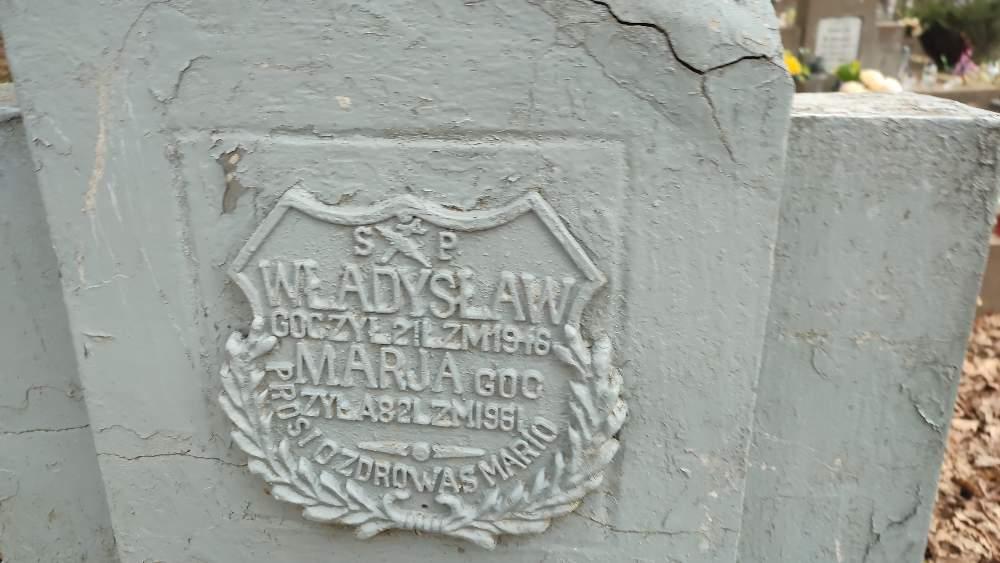 S P
WŁADYSŁAW
GOC ŻYŁ 21 L ZM 1946
MARJA GOC
ŻYŁA 82 L ZM 1991
PROSI O ZDROWAŚ MARIO